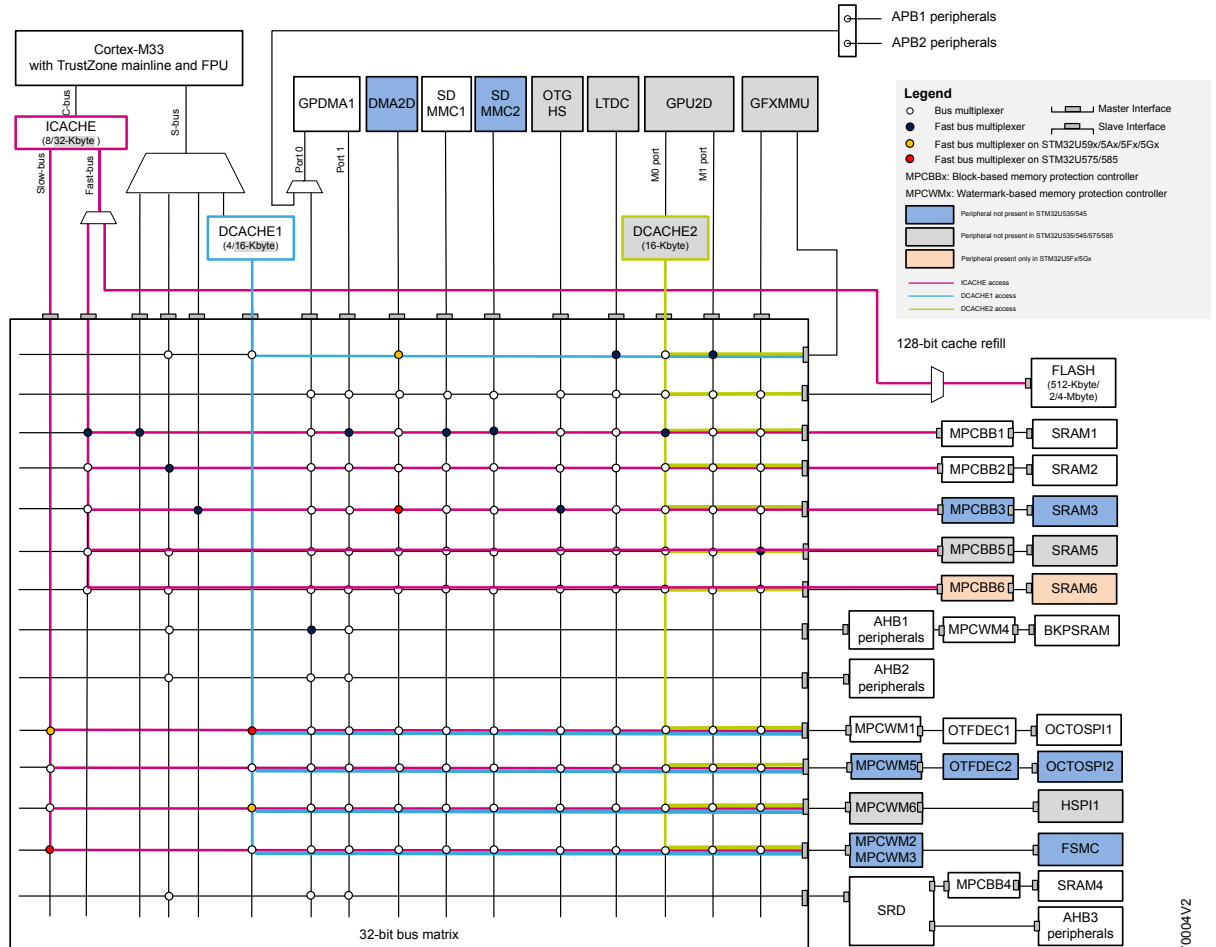 APB1 peripherals
APB2 peripherals
Cortex-M33
with TrustZone mainline and FPU
C-bus
S-bus
ICACHE
(8/32-Kbyte )
Slow-bus
Fast-bus
GPDMA1
DMA2D
SD
MMC1
SD
MMC2
OTG
HS
LTDC
GPU2D
GFXMMU
Port 0
Port 1
M0 port
M1 port
DCACHE1
(4/16-Kbyte)
DCACHE2
(16-Kbyte)
Legend
Bus multiplexer
Master Interface
Fast bus multiplexer
Slave Interface
Fast bus multiplexer on STM32U59x/5Ax/5Fx/5Gx
Fast bus multiplexer on STM32U575/585
MPCBBx: Block-based memory protection controller
MPCWMx: Watermark-based memory protection controller
Peripheral not present in STM32U535/545
Peripheral not present in STM32U535/545/575/585
Peripheral present only in STM32U5Fx/5Gx
ICACHE access
DCACHE1 access
DCACHE2 access
128-bit cache refill
FLASH
(512-Kbyte/
2/4-Mbyte)
MPCBB1
SRAM1
MPCBB2
SRAM2
MPCBB3
SRAM3
MPCBB5
SRAM5
MPCBB6
SRAM6
AHB1
peripherals
MPCWM4
BKPSRAM
AHB2
peripherals
MPCWM1
OTFDEC1
OCTOSPI1
MPCWM5
OTFDEC2
OCTOSPI2
MPCWM6
HSPI1
MPCWM2
MPCWM3
FSMC
SRD
MPCBB4
SRAM4
AHB3
peripherals
32-bit bus matrix